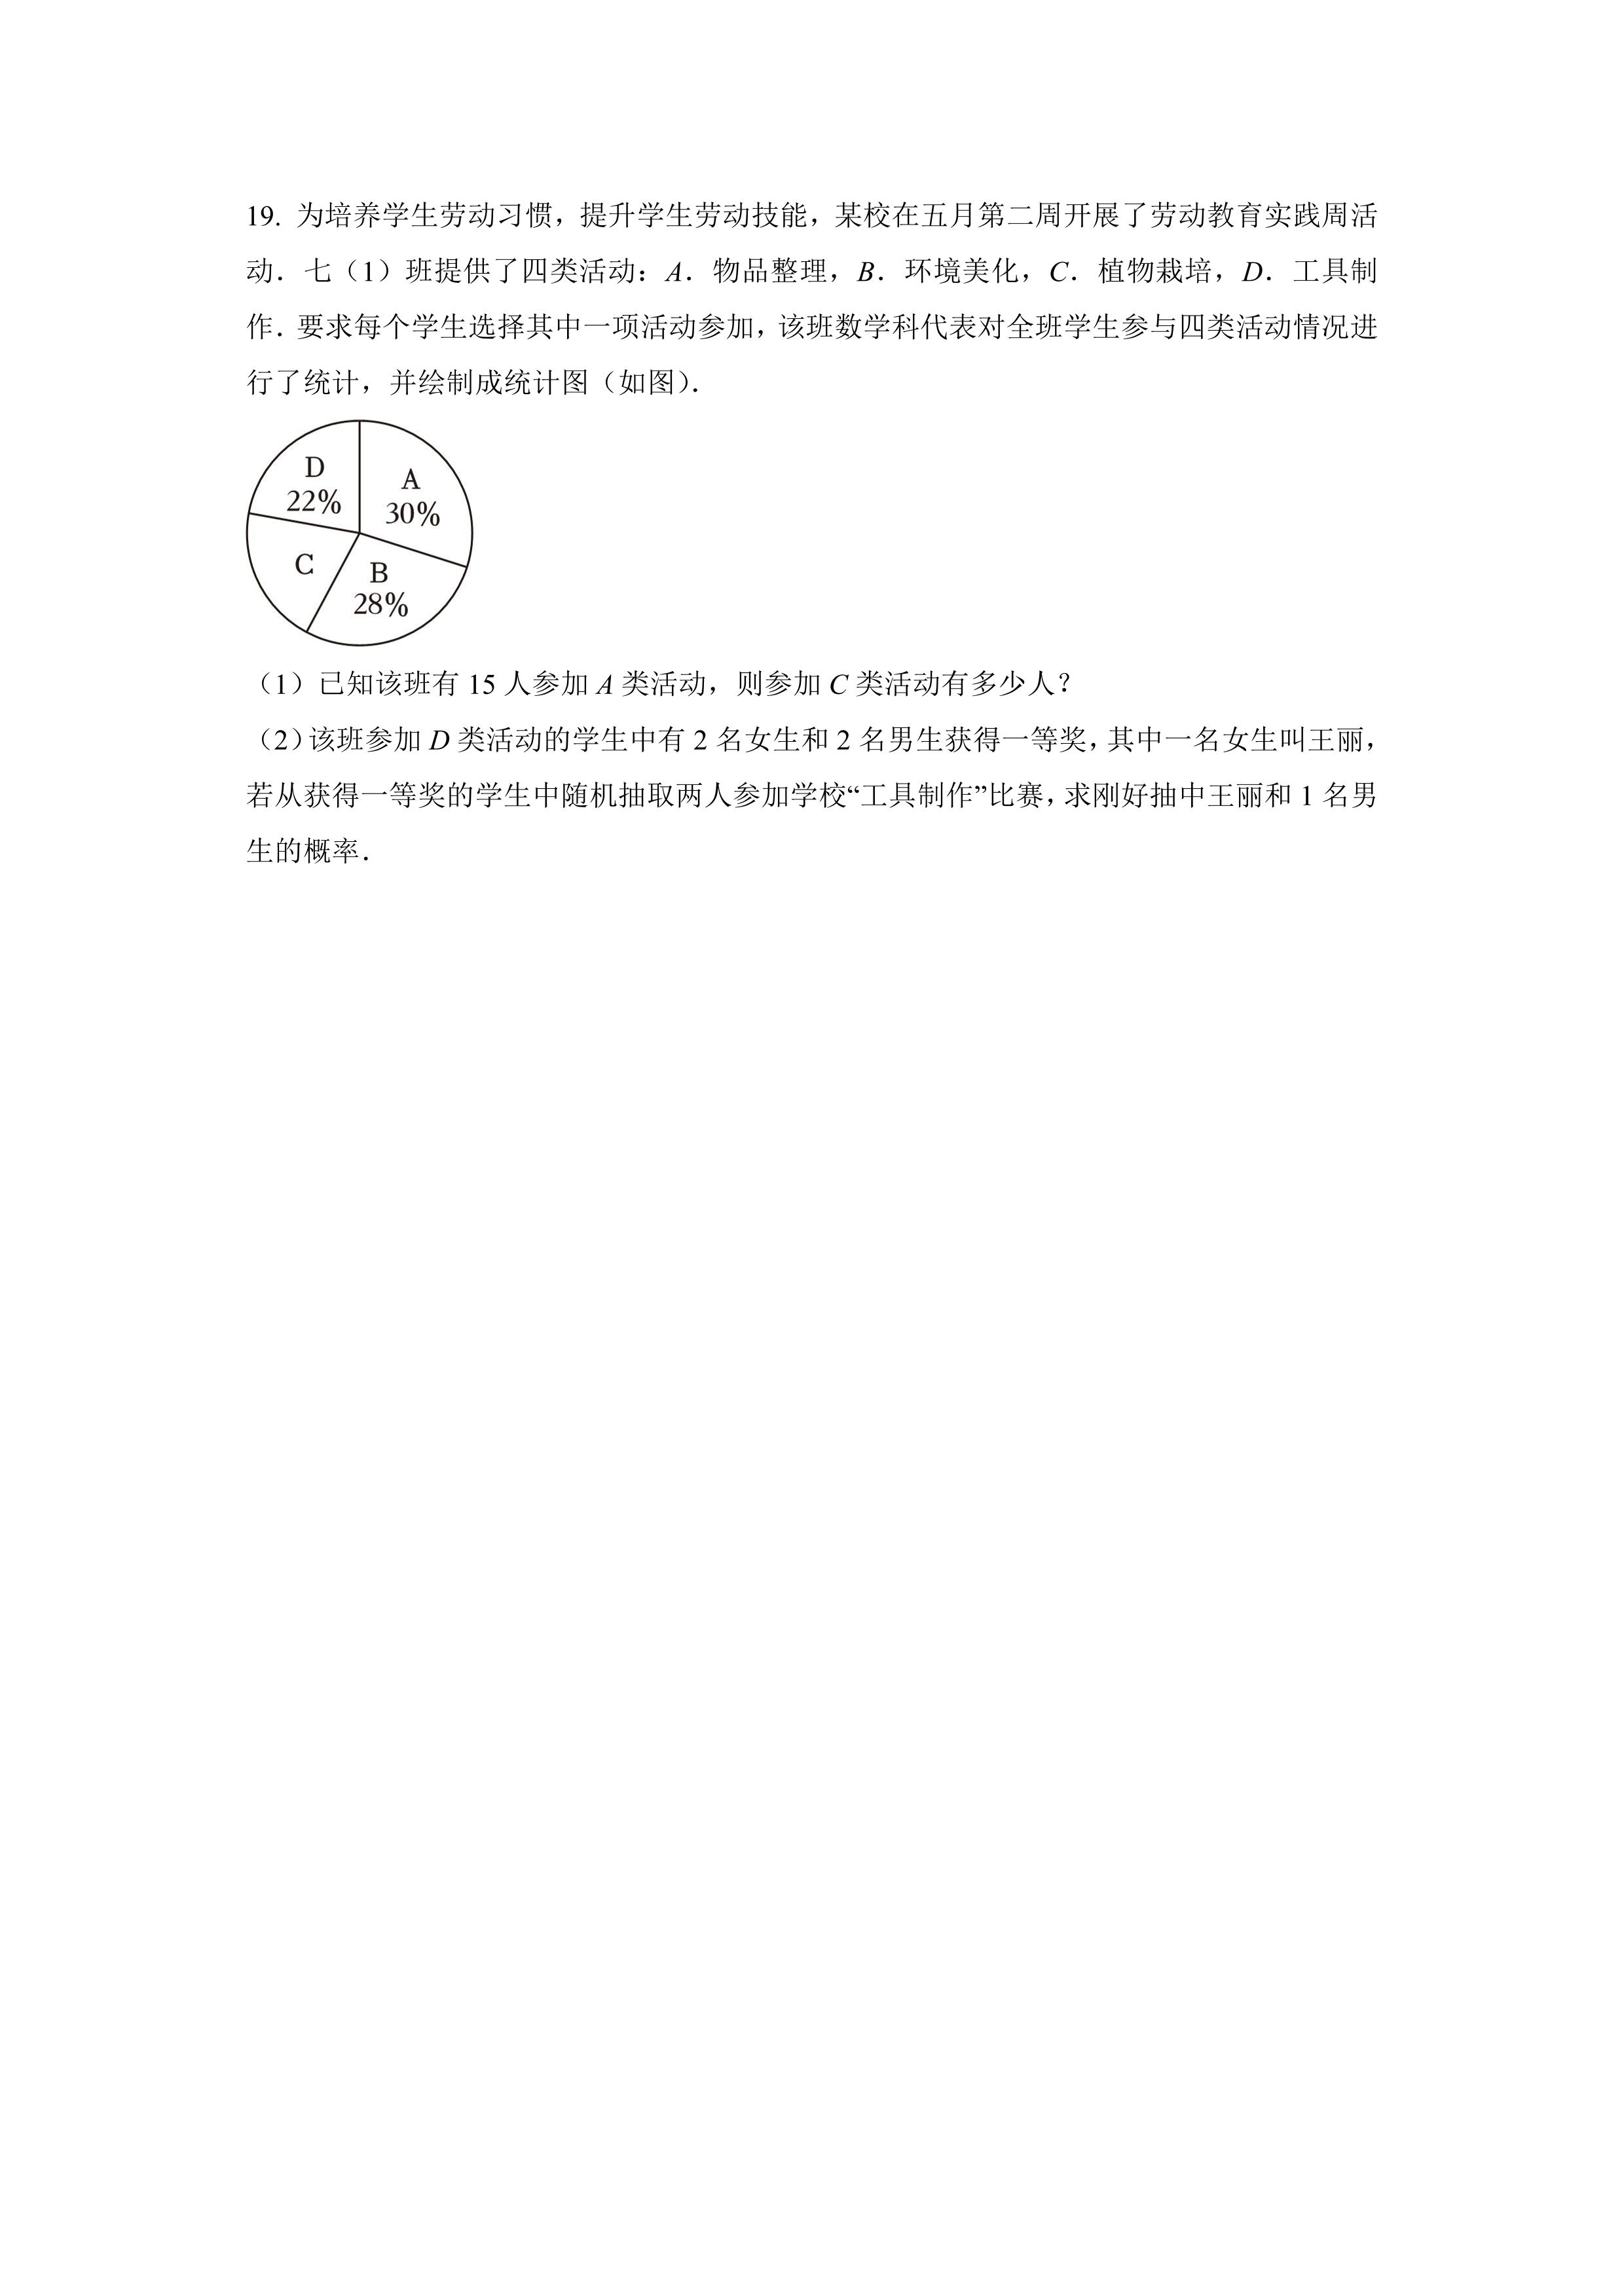 19. 为培养学生劳动习惯，提升学生劳动技能，某校在五月第二周开展了劳动教育实践周活
动．七（1）班提供了四类活动：A．物品整理，B．环境美化，C．植物栽培，D．工具制
作．要求每个学生选择其中一项活动参加，该班数学科代表对全班学生参与四类活动情况进
行了统计，并绘制成统计图（如图）．
D
22%
A
30%
C
B
28%
（1）已知该班有 15 人参加 A 类活动，则参加 C 类活动有多少人？
（2）该班参加 D 类活动的学生中有 2 名女生和 2 名男生获得一等奖，其中一名女生叫王丽，
若从获得一等奖的学生中随机抽取两人参加学校“工具制作”比赛，求刚好抽中王丽和 1 名男
生的概率．